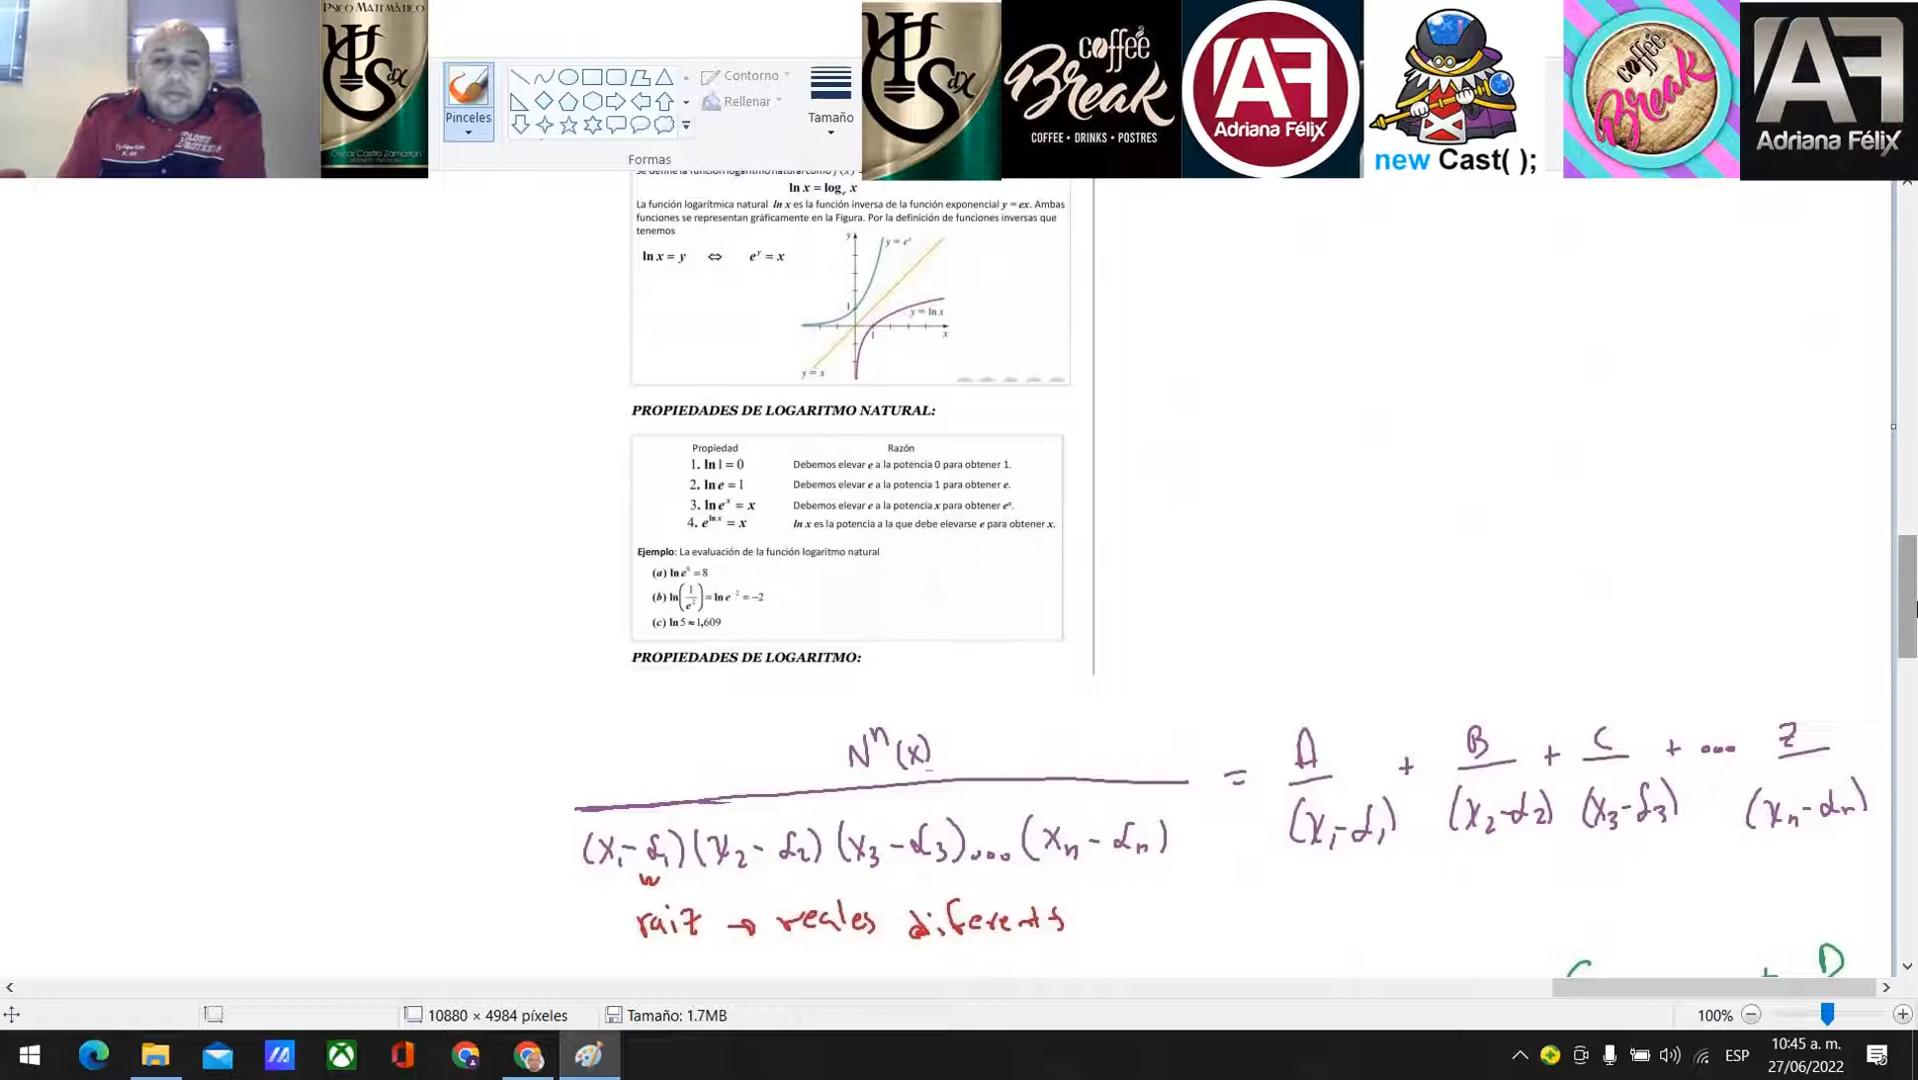 PSICO MATEMÁTICO
Oscar Castro Zamarrón
Pinceles
Contorno
Rellenar
Formas
Tamaño
coffeé
Break
COFFEE • DRINKS • POSTRES
AF
Adriana FéliX
new Cast( );
coffeé
Break
AF
Adriana FéliX
ln x = logₑ x
La función logarítmica natural ln x es la función inversa de la función exponencial y = ex. Ambas
funciones se representan gráficamente en la Figura. Por la definición de funciones inversas que
tenemos
ln x = y ⇔ e^y = x
y
y = e^x
1
y = ln x
1
x
y = x
PROPIEDADES DE LOGARITMO NATURAL:
Propiedad Razón
1. ln 1 = 0 Debemos elevar e a la potencia 0 para obtener 1.
2. ln e = 1 Debemos elevar e a la potencia 1 para obtener e.
3. ln e^x = x Debemos elevar e a la potencia x para obtener e^x.
4. e^{ln x} = x ln x es la potencia a la que debe elevarse e para obtener x.
Ejemplo: La evaluación de la función logaritmo natural
(a) ln e^8 = 8
(b) ln(1/e^2) = ln e^2 = −2
(c) ln 5 ≈ 1,609
PROPIEDADES DE LOGARITMO:
N^n(x) = A + B + C + ... Z
(x₁-α₁)(x₂-α₂)(x₃-α₃)...(xn-αn) (x₁-α₁) (x₂-α₂) (x₃-α₃) (xn-αn)
raiz → reales diferents
C + D
10880 × 4984 píxeles
Tamaño: 1.7MB
100%
ESP
10:45 a. m.
27/06/2022